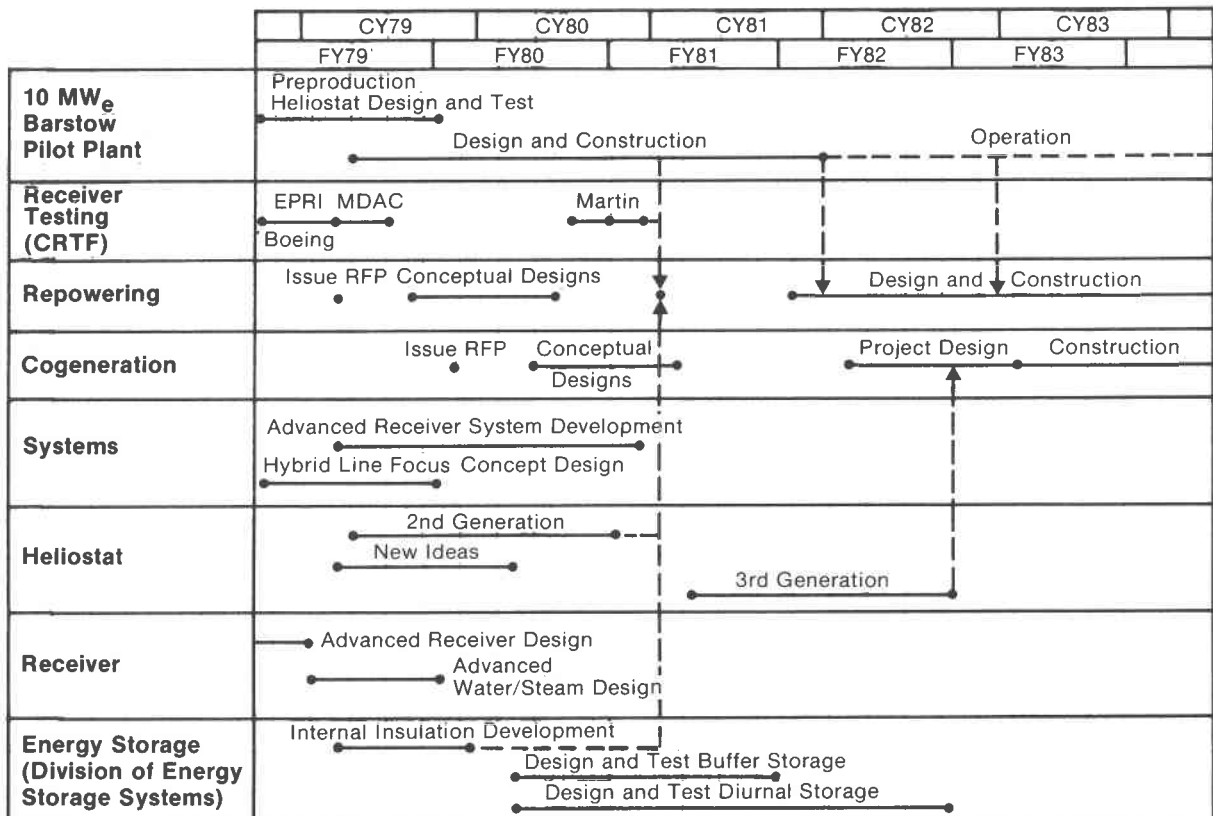 CY79 CY80 CY81 CY82 CY83
FY79 FY80 FY81 FY82 FY83
10 MWe
Barstow
Pilot Plant
Preproduction
Heliostat Design and Test
Design and Construction
Operation
Receiver
Testing
(CRTF)
EPRI MDAC
Boeing
Martin
Repowering
Issue RFP Conceptual Designs
Design and Construction
Cogeneration
Issue RFP
Conceptual
Designs
Project Design
Construction
Systems
Advanced Receiver System Development
Hybrid Line Focus Concept Design
Heliostat
2nd Generation
New Ideas
3rd Generation
Receiver
Advanced Receiver Design
Advanced
Water/Steam Design
Energy Storage
(Division of Energy
Storage Systems)
Internal Insulation Development
Design and Test Buffer Storage
Design and Test Diurnal Storage